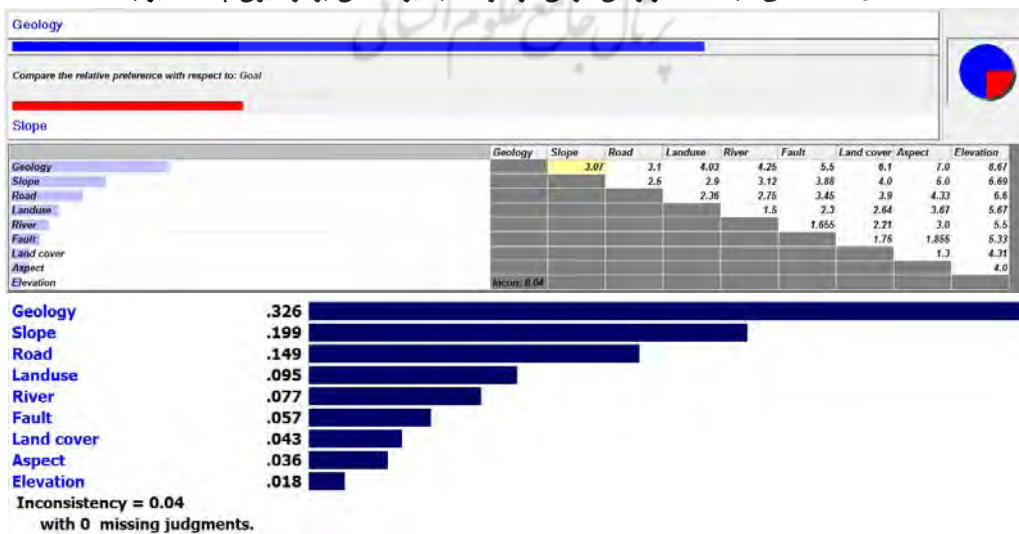 Geology
Compare the relative preference with respect to: Goal
Slope
Geology Slope Road Landuse River Fault Land cover Aspect Elevation
Geology 3.07 3.1 4.03 4.25 5.5 6.1 7.0 8.67
Slope 2.5 2.9 3.12 3.88 4.0 5.0 6.69
Road 2.36 2.75 3.45 3.9 4.33 6.6
Landuse 1.5 2.3 2.64 3.67 5.67
River 1.655 2.21 3.0 5.5
Fault 1.75 1.855 5.33
Land cover 1.3 4.31
Aspect 4.0
Elevation Incon: 0.04
Geology .326
Slope .199
Road .149
Landuse .095
River .077
Fault .057
Land cover .043
Aspect .036
Elevation .018
Inconsistency = 0.04
with 0 missing judgments.